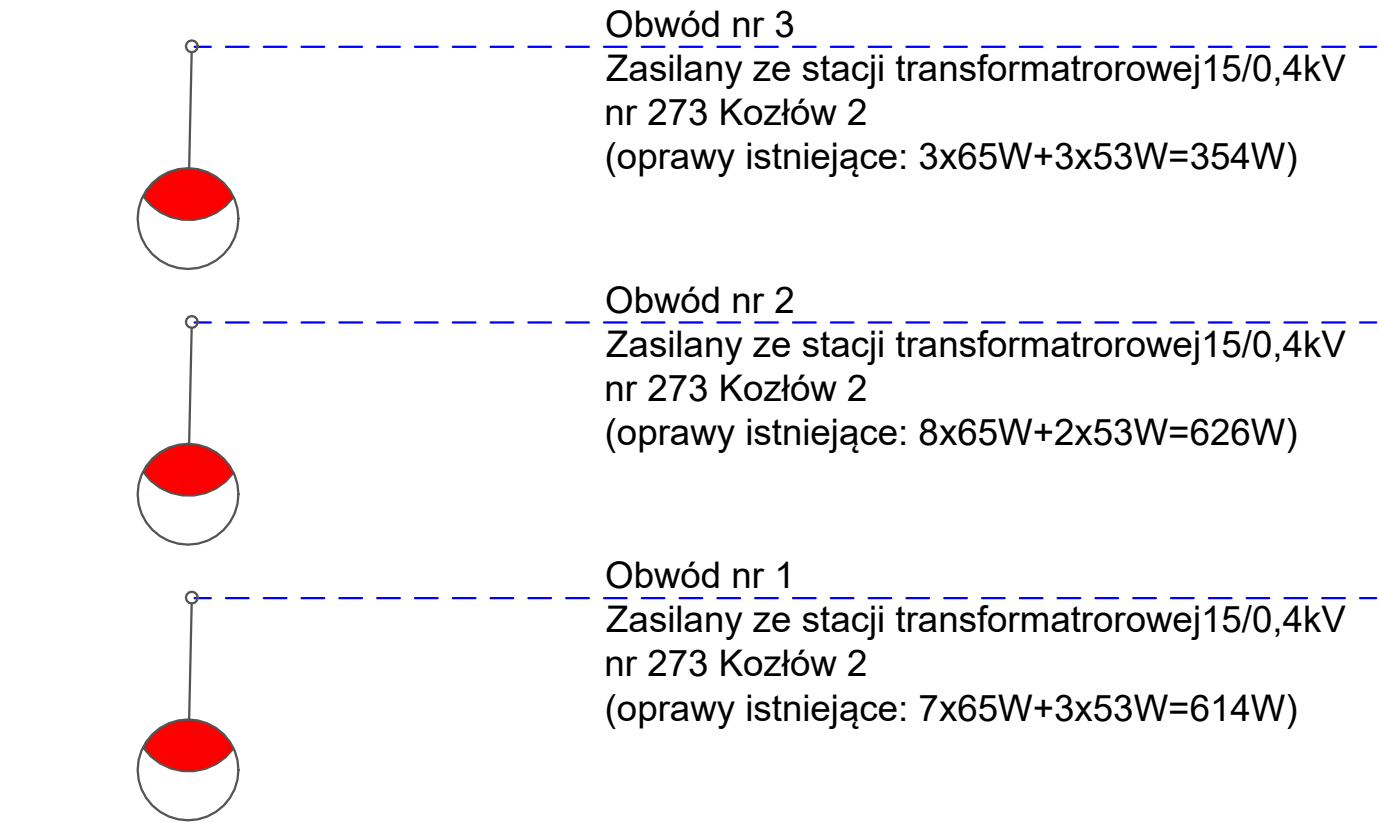 Obwód nr 3
Zasilany ze stacji transformatrorowej15/0,4kV
nr 273 Kozłów 2
(oprawy istniejące: 3x65W+3x53W=354W)
Obwód nr 2
Zasilany ze stacji transformatrorowej15/0,4kV
nr 273 Kozłów 2
(oprawy istniejące: 8x65W+2x53W=626W)
Obwód nr 1
Zasilany ze stacji transformatrorowej15/0,4kV
nr 273 Kozłów 2
(oprawy istniejące: 7x65W+3x53W=614W)